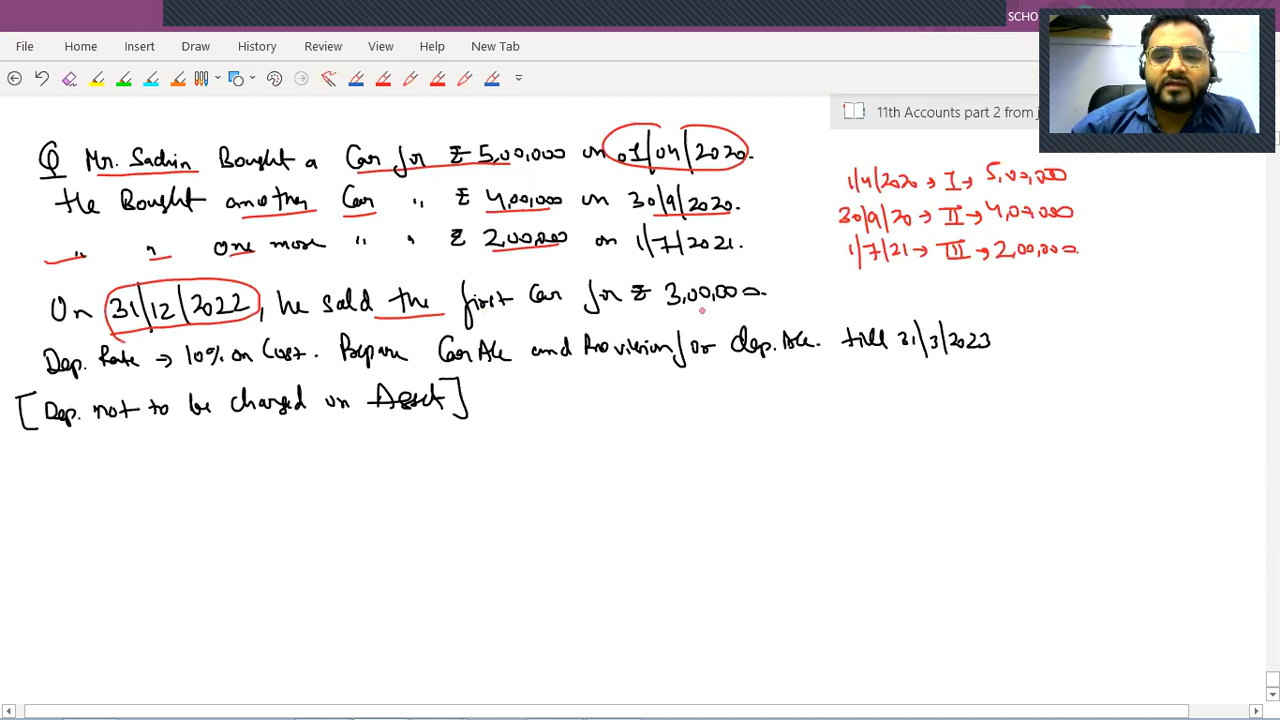 SCHO
File Home Insert Draw History Review View Help New Tab
11th Accounts part 2 from j
Q Mr. Sachin Bought a Car for ₹ 5,00,000 on 01/04/2020.
He Bought another Car " ₹ 4,00,000 on 30/9/2020.
" " one more " " ₹ 2,00,000 on 1/7/2021.
On 31/12/2022, he sold the first Car for ₹ 3,00,000.
Dep. Rate → 10% on Cost. Prepare Car A/c and Provision for dep. A/c. till 31/3/2023
[Dep. not to be charged on Asset]
1/4/2020 → I → 5,00,000
30/9/20 → II → 4,00,000
1/7/21 → III → 2,00,000.